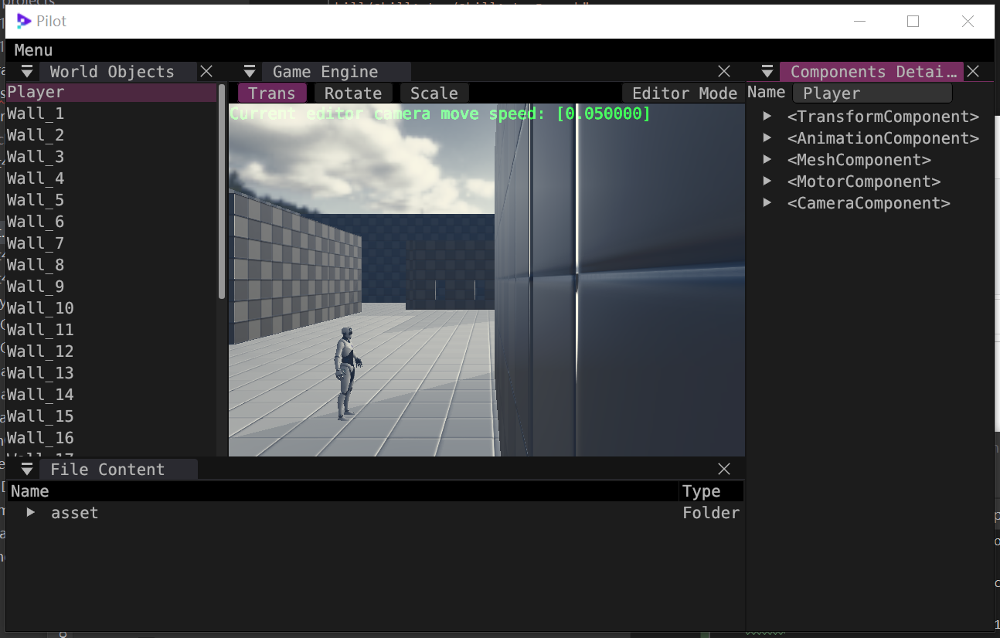 Pilot
Menu
World Objects
Game Engine
Components Detai…
Player
Wall_1
Wall_2
Wall_3
Wall_4
Wall_5
Wall_6
Wall_7
Wall_8
Wall_9
Wall_10
Wall_11
Wall_12
Wall_13
Wall_14
Wall_15
Wall_16
Wall_17
Trans Rotate Scale Editor Mode
Current editor camera move speed: [0.050000]
Name Player
<TransformComponent>
<AnimationComponent>
<MeshComponent>
<MotorComponent>
<CameraComponent>
File Content
Name Type
asset Folder